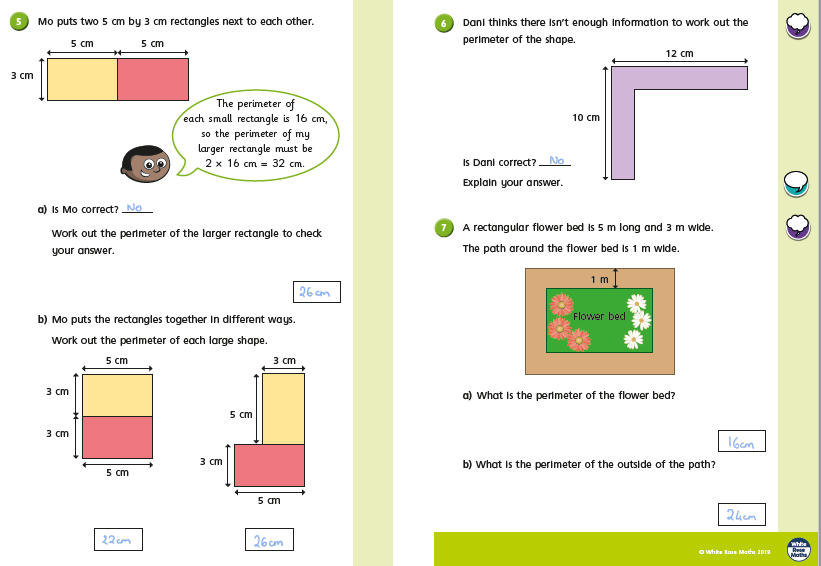 5 Mo puts two 5 cm by 3 cm rectangles next to each other.
5 cm 5 cm
3 cm
The perimeter of
each small rectangle is 16 cm,
so the perimeter of my
larger rectangle must be
2 × 16 cm = 32 cm.
a) Is Mo correct? No
Work out the perimeter of the larger rectangle to check
your answer.
26cm
b) Mo puts the rectangles together in different ways.
Work out the perimeter of each large shape.
5 cm
3 cm
3 cm
5 cm
22cm
3 cm
5 cm
3 cm
5 cm
26cm
6 Dani thinks there isn't enough information to work out the
perimeter of the shape.
12 cm
10 cm
Is Dani correct? No
Explain your answer.
7 A rectangular flower bed is 5 m long and 3 m wide.
The path around the flower bed is 1 m wide.
1 m
Flower bed
a) What is the perimeter of the flower bed?
16cm
b) What is the perimeter of the outside of the path?
24cm
© White Rose Maths 2019
White
Rose
Maths